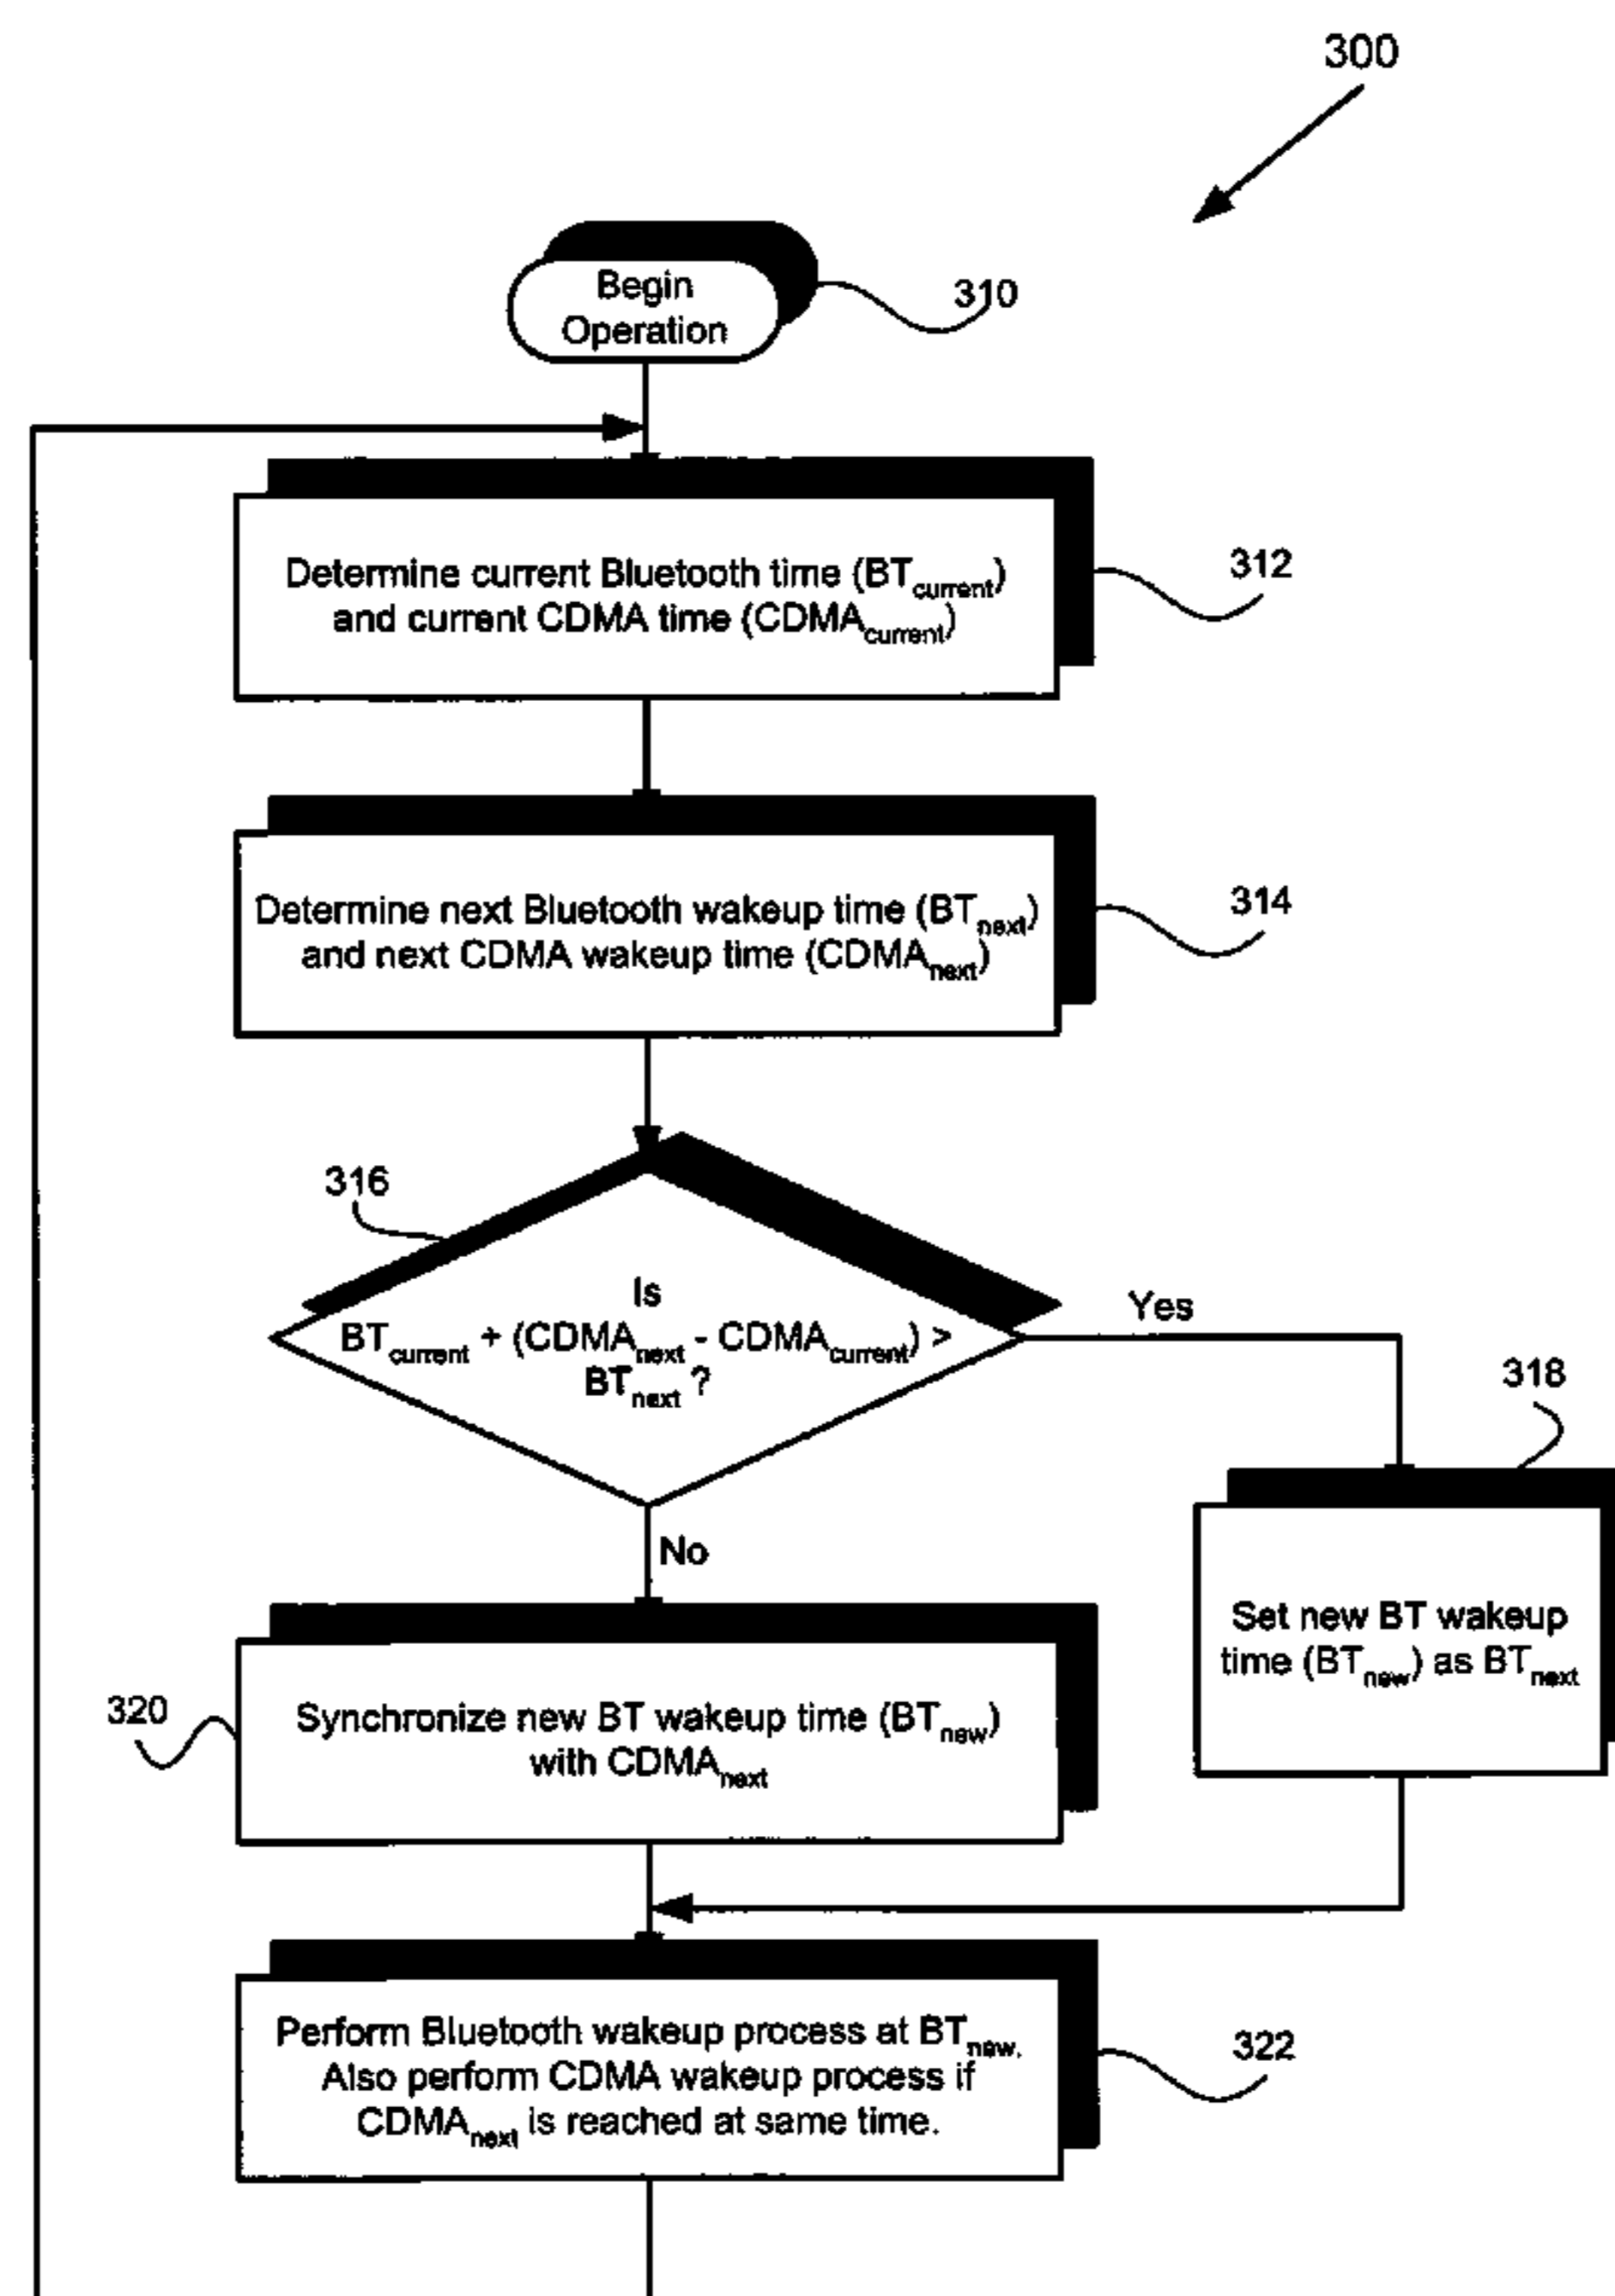 300
Begin
Operation
310
Determine current Bluetooth time (BTcurrent)
and current CDMA time (CDMAcurrent)
312
Determine next Bluetooth wakeup time (BTnext)
and next CDMA wakeup time (CDMAnext)
314
316
Is
BTcurrent + (CDMAnext - CDMAcurrent) >
BTnext ?
Yes
318
No
Set new BT wakeup
time (BTnew) as BTnext
320
Synchronize new BT wakeup time (BTnew)
with CDMAnext
Perform Bluetooth wakeup process at BTnew.
Also perform CDMA wakeup process if
CDMAnext is reached at same time.
322